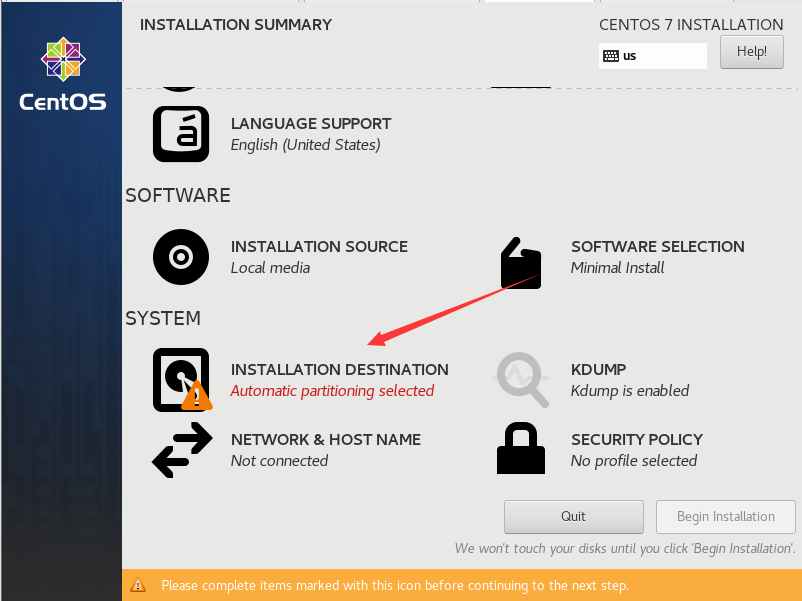 INSTALLATION SUMMARY
CENTOS 7 INSTALLATION
us
Help!
CentOS
á
LANGUAGE SUPPORT
English (United States)
SOFTWARE
INSTALLATION SOURCE
Local media
SOFTWARE SELECTION
Minimal Install
SYSTEM
INSTALLATION DESTINATION
Automatic partitioning selected
KDUMP
Kdump is enabled
NETWORK & HOST NAME
Not connected
SECURITY POLICY
No profile selected
Quit
Begin Installation
We won't touch your disks until you click 'Begin Installation'.
Please complete items marked with this icon before continuing to the next step.